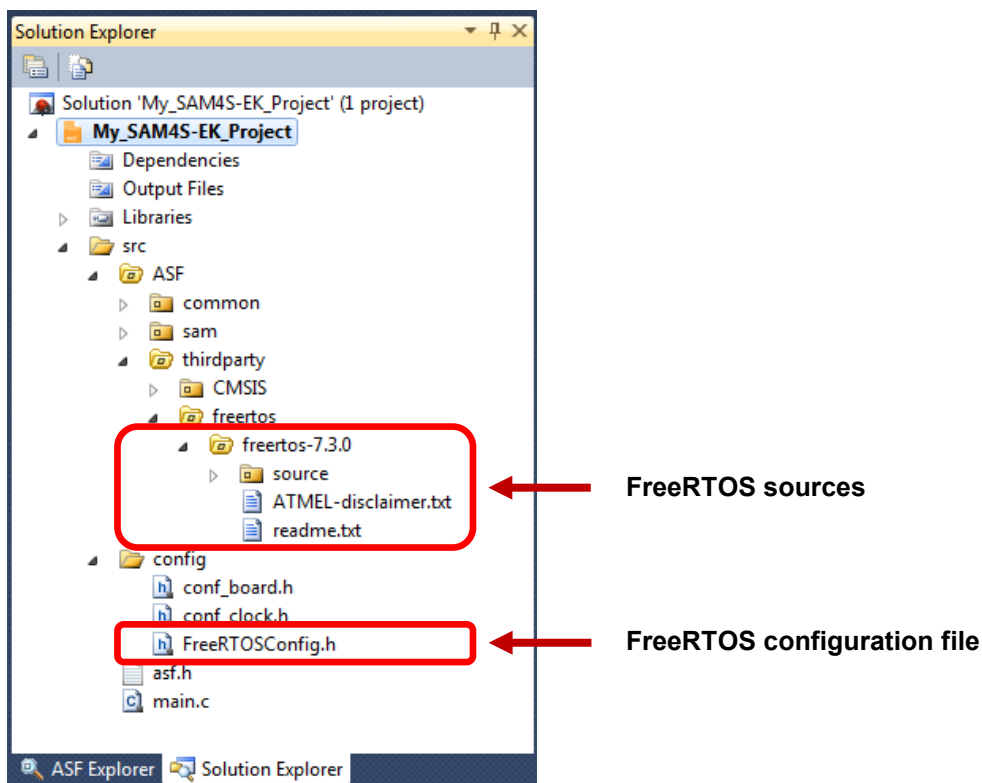 Solution Explorer
Solution 'My_SAM4S-EK_Project' (1 project)
My_SAM4S-EK_Project
Dependencies
Output Files
Libraries
src
ASF
common
sam
thirdparty
CMSIS
freertos
freertos-7.3.0
source
ATMEL-disclaimer.txt
readme.txt
FreeRTOS sources
config
conf_board.h
conf_clock.h
FreeRTOSConfig.h
FreeRTOS configuration file
asf.h
main.c
ASF Explorer Solution Explorer